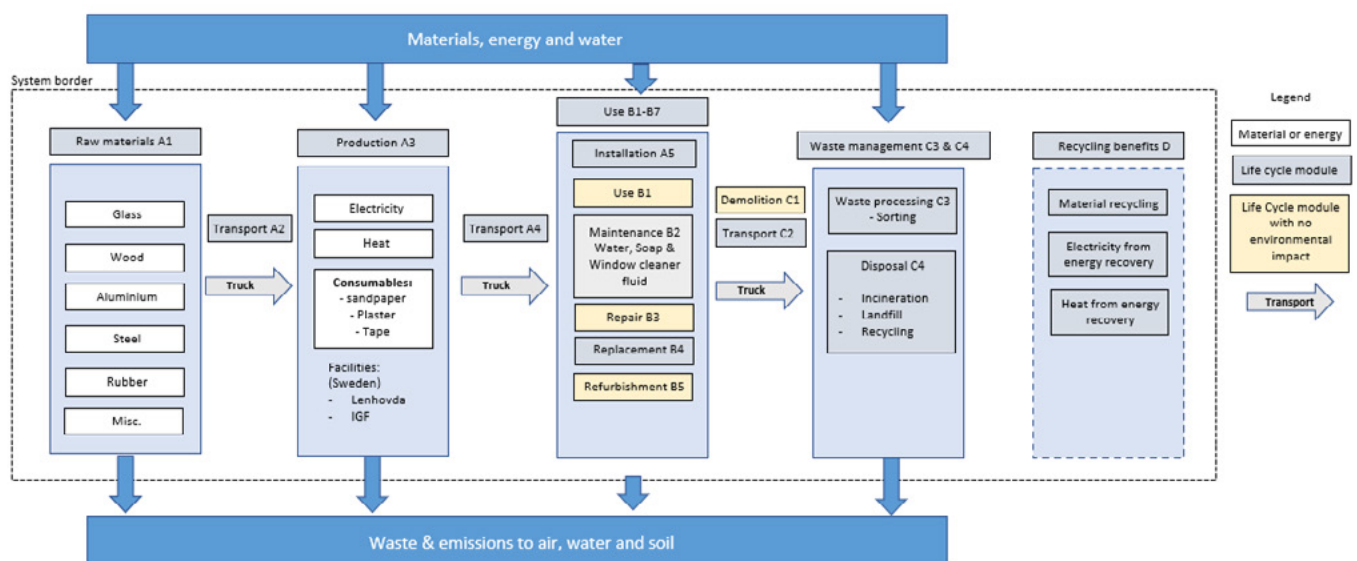 Materials, energy and water
System border
Raw materials A1
Glass
Wood
Aluminium
Steel
Rubber
Misc.
Transport A2
Truck
Production A3
Electricity
Heat
Consumables:
- sandpaper
- Plaster
- Tape
Facilities:
(Sweden)
- Lenhovda
- IGF
Transport A4
Truck
Use B1-B7
Installation A5
Use B1
Maintenance B2
Water, Soap &
Window cleaner
fluid
Repair B3
Replacement B4
Refurbishment B5
Demolition C1
Transport C2
Truck
Waste management C3 & C4
Waste processing C3
- Sorting
Disposal C4
- Incineration
- Landfill
- Recycling
Recycling benefits D
Material recycling
Electricity from
energy recovery
Heat from energy
recovery
Legend
Material or energy
Life cycle module
Life Cycle module
with no
environmental
impact
Transport
Waste & emissions to air, water and soil